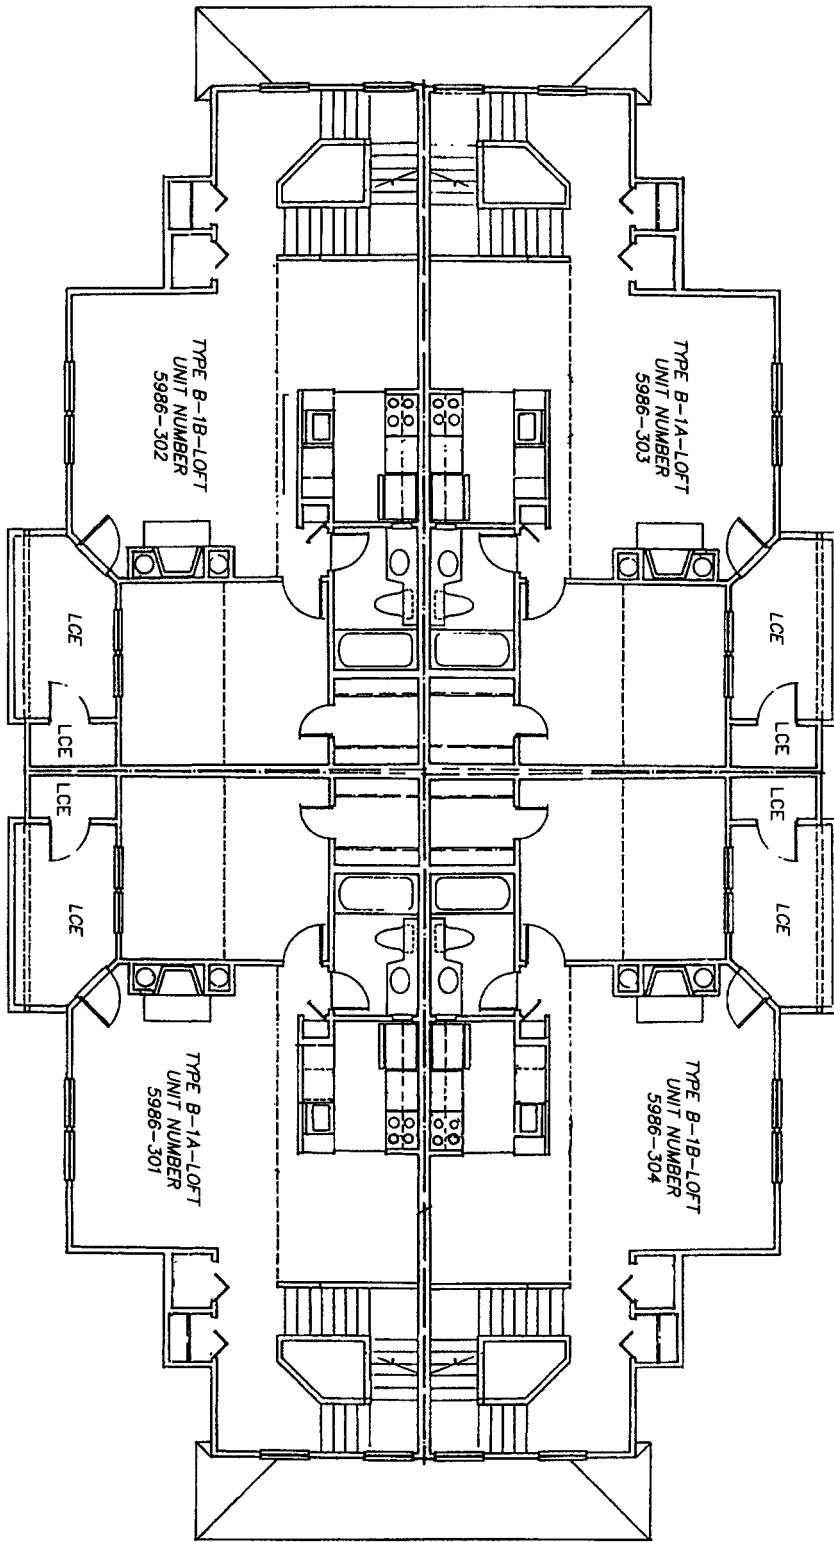 TYPE B-1B-LOFT
UNIT NUMBER
5986-302
TYPE B-1A-LOFT
UNIT NUMBER
5986-303
LCE
LCE
LCE
LCE
LCE
LCE
LCE
LCE
TYPE B-1A-LOFT
UNIT NUMBER
5986-301
TYPE B-1B-LOFT
UNIT NUMBER
5986-304